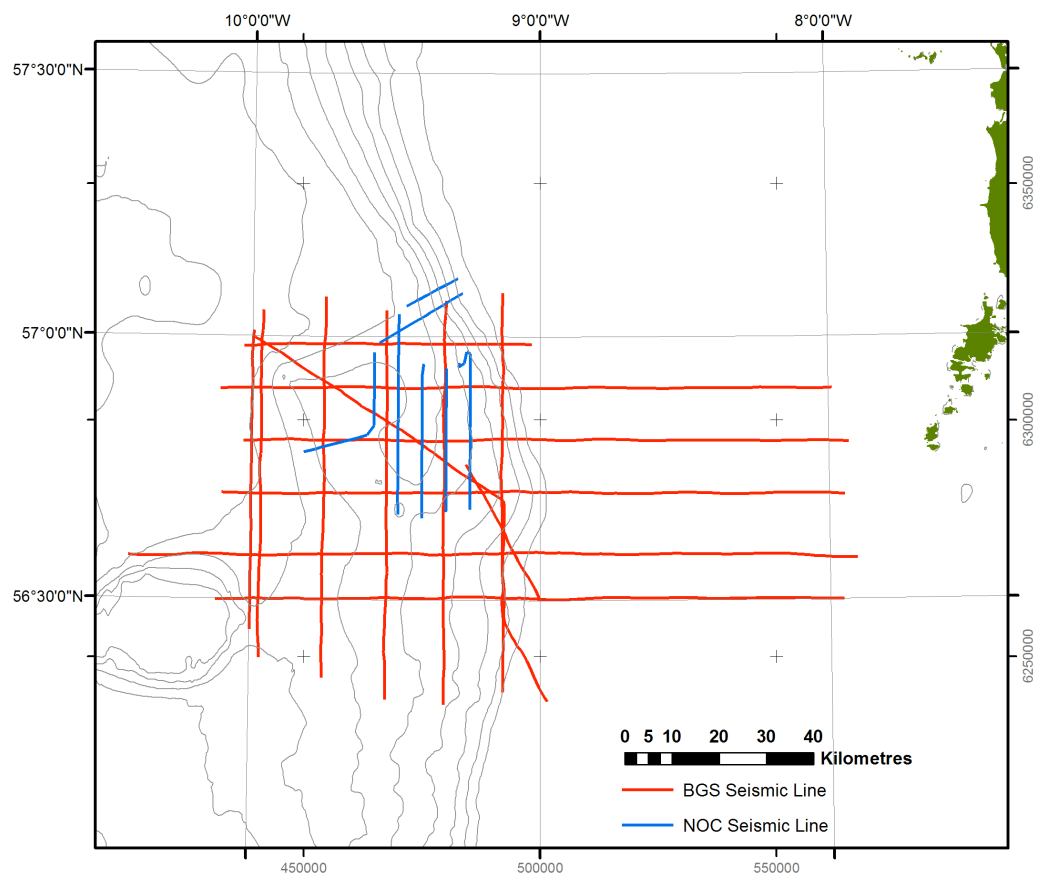 10°0'0"W 9°0'0"W 8°0'0"W
57°30'0"N
6350000
57°0'0"N
6300000
56°30'0"N
6250000
0 5 10 20 30 40
Kilometres
BGS Seismic Line
NOC Seismic Line
450000 500000 550000